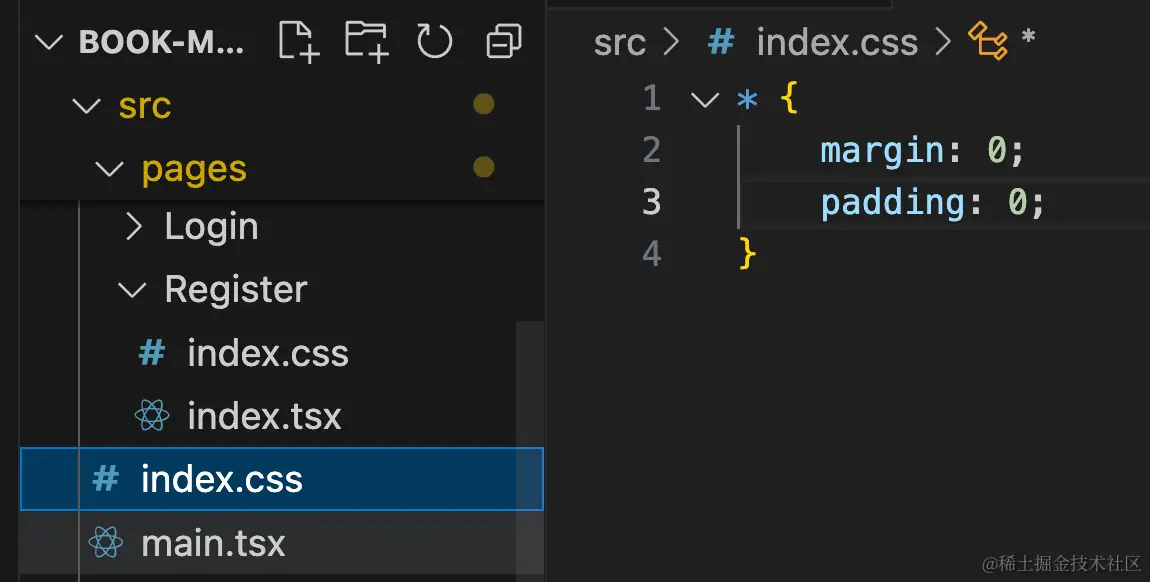 BOOK-M...
src
pages
Login
Register
# index.css
index.tsx
# index.css
main.tsx
src > # index.css > *
1 * {
2 margin: 0;
3 padding: 0;
4 }
@稀土掘金技术社区